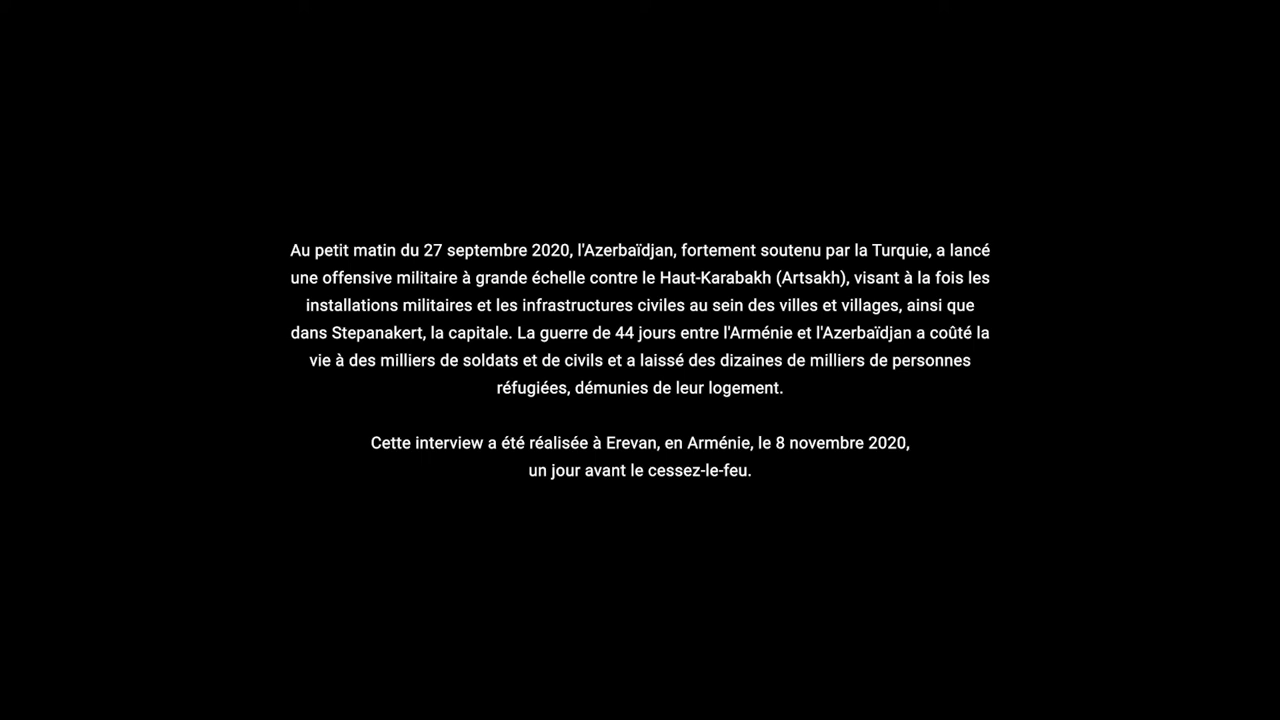 Au petit matin du 27 septembre 2020, l'Azerbaïdjan, fortement soutenu par la Turquie, a lancé
une offensive militaire à grande échelle contre le Haut-Karabakh (Artsakh), visant à la fois les
installations militaires et les infrastructures civiles au sein des villes et villages, ainsi que
dans Stepanakert, la capitale. La guerre de 44 jours entre l'Arménie et l'Azerbaïdjan a coûté la
vie à des milliers de soldats et de civils et a laissé des dizaines de milliers de personnes
réfugiées, démunies de leur logement.
Cette interview a été réalisée à Erevan, en Arménie, le 8 novembre 2020,
un jour avant le cessez-le-feu.